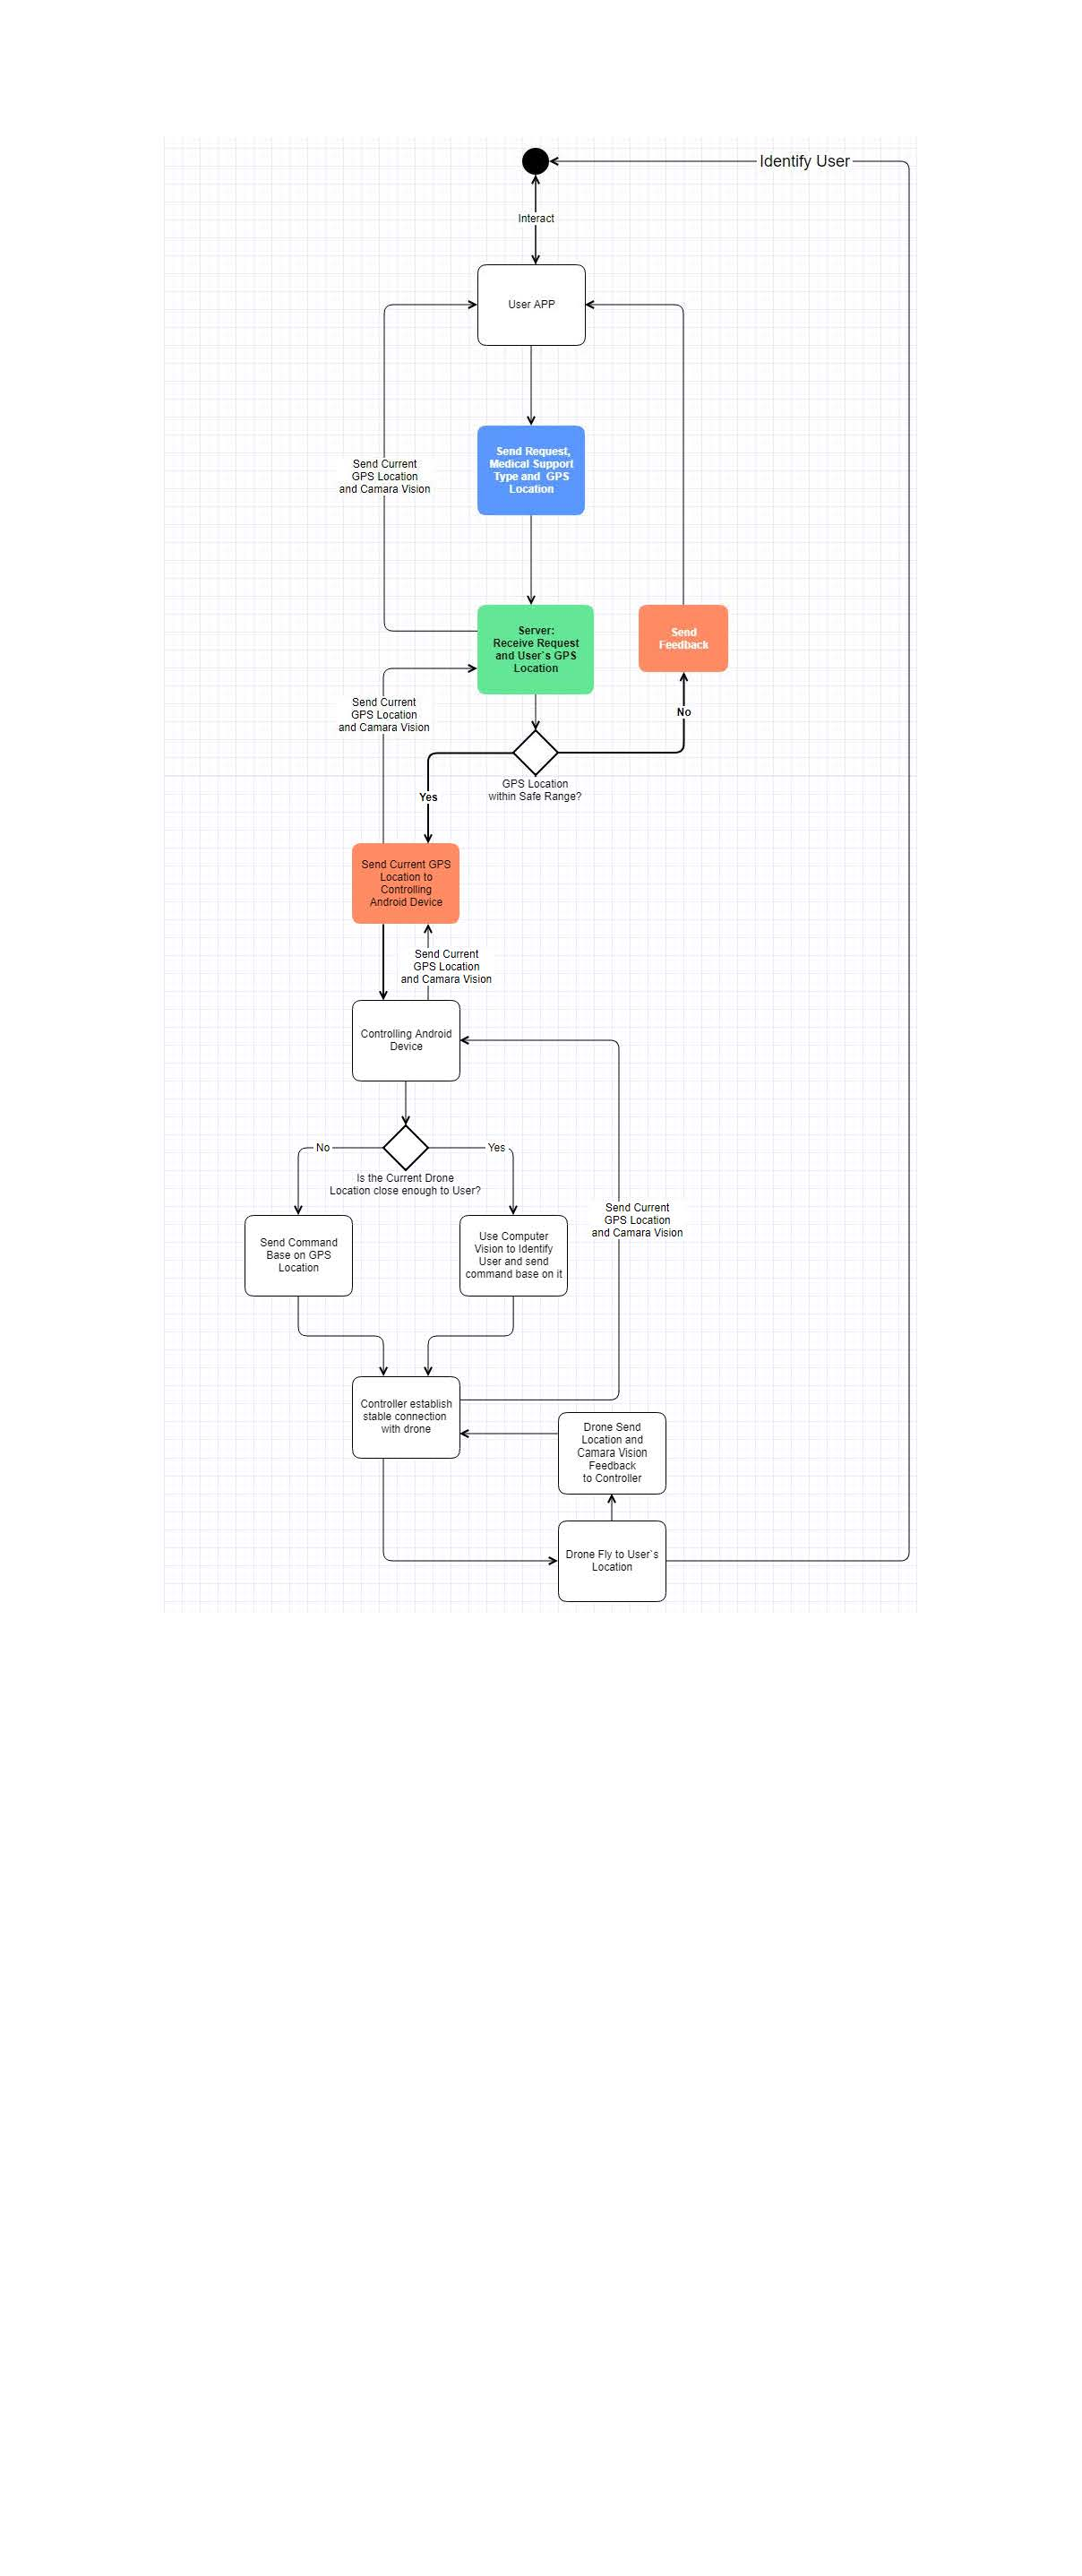 Identify User
Interact
User APP
Send Current
GPS Location
and Camara Vision
Send Request,
Medical Support
Type and GPS
Location
Server:
Receive Request
and User`s GPS
Location
Send
Feedback
Send Current
GPS Location
and Camara Vision
No
GPS Location
within Safe Range?
Yes
Send Current GPS
Location to
Controlling
Android Device
Send Current
GPS Location
and Camara Vision
Controlling Android
Device
No
Yes
Is the Current Drone
Location close enough to User?
Send Command
Base on GPS
Location
Use Computer
Vision to Identify
User and send
command base on it
Send Current
GPS Location
and Camara Vision
Controller establish
stable connection
with drone
Drone Send
Location and
Camara Vision
Feedback
to Controller
Drone Fly to User`s
Location